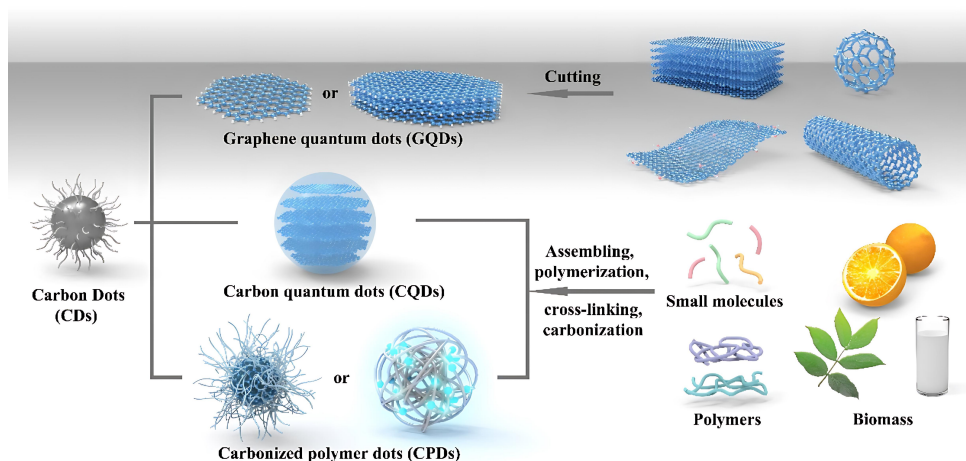 Cutting
or
Graphene quantum dots (GQDs)
Carbon Dots
(CDs)
Carbon quantum dots (CQDs)
Assembling,
polymerization,
cross-linking,
carbonization
Small molecules
or
Carbonized polymer dots (CPDs)
Polymers
Biomass